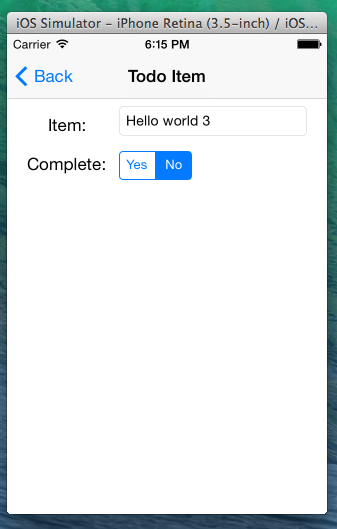 iOS Simulator – iPhone Retina (3.5-inch) / iOS...
Carrier 6:15 PM
Back Todo Item
Item: Hello world 3
Complete: Yes No